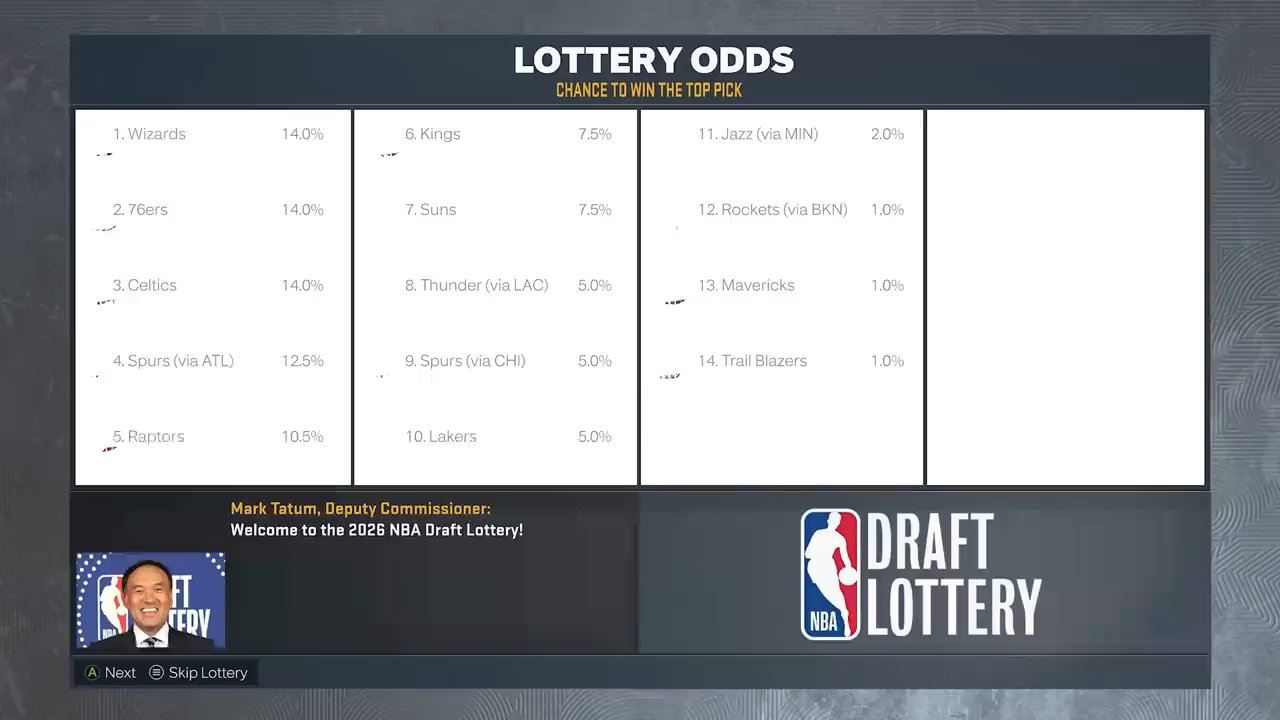 LOTTERY ODDS
CHANCE TO WIN THE TOP PICK
1. Wizards 14.0%
2. 76ers 14.0%
3. Celtics 14.0%
4. Spurs (via ATL) 12.5%
5. Raptors 10.5%
6. Kings 7.5%
7. Suns 7.5%
8. Thunder (via LAC) 5.0%
9. Spurs (via CHI) 5.0%
10. Lakers 5.0%
11. Jazz (via MIN) 2.0%
12. Rockets (via BKN) 1.0%
13. Mavericks 1.0%
14. Trail Blazers 1.0%
Mark Tatum, Deputy Commissioner:
Welcome to the 2026 NBA Draft Lottery!
NBA
DRAFT
LOTTERY
A Next Skip Lottery